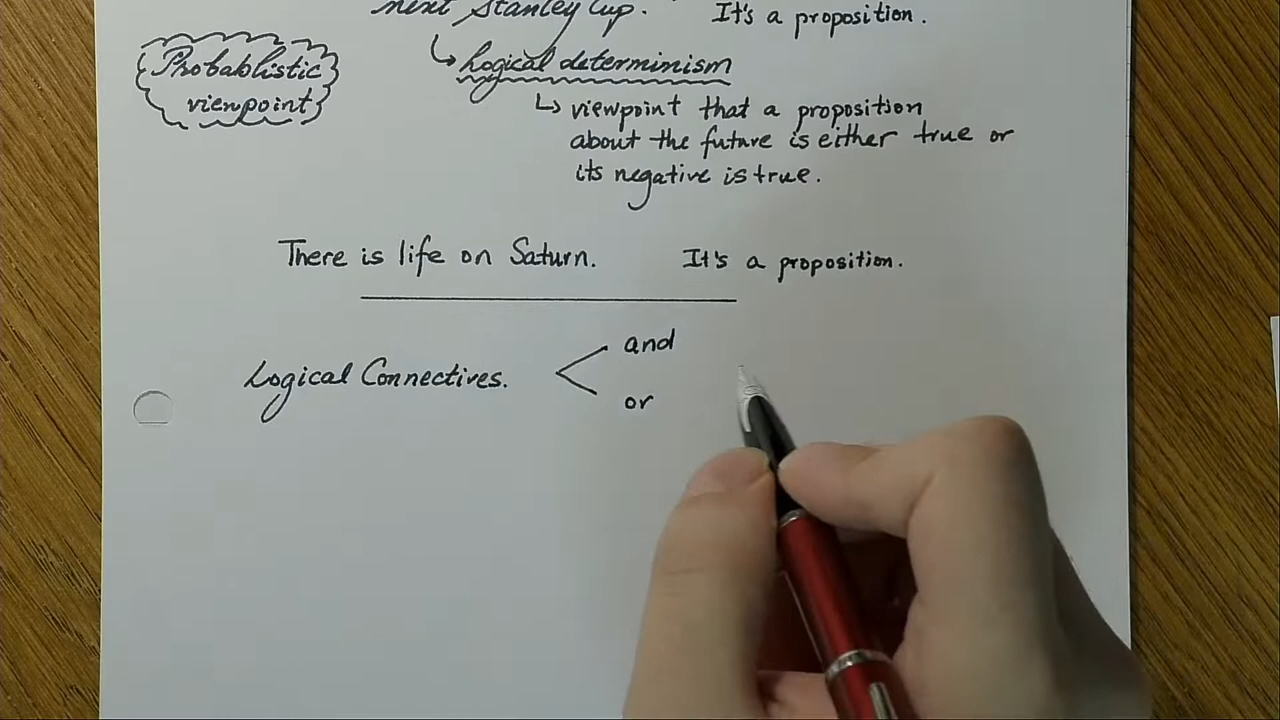 next Stanley Cup.
It's a proposition.
Logical determinism
Probablistic
viewpoint
viewpoint that a proposition
about the future is either true or
its negative is true.
There is life on Saturn.
It's a proposition.
and
Logical Connectives.
or